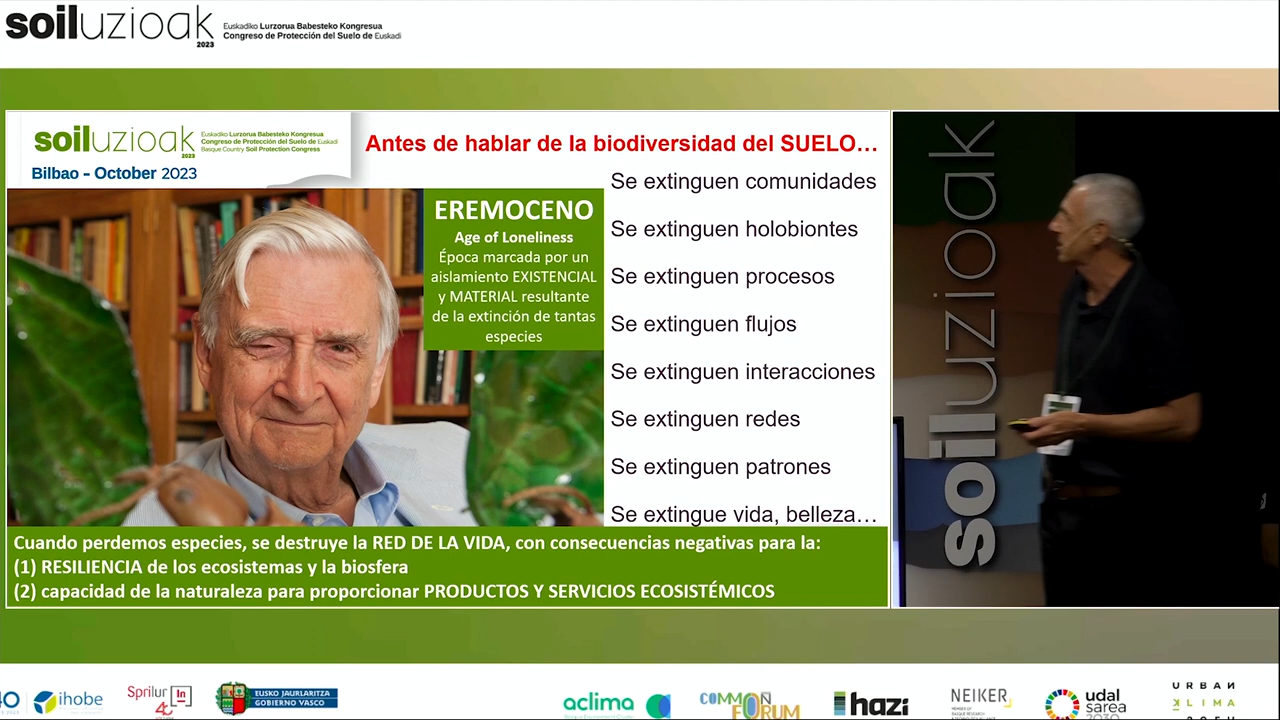 soiluzioak
2023
Euskadiko Lurzorua Babesteko Kongresua
Congreso de Protección del Suelo de Euskadi
soiluzioak
2023
Euskadiko Lurzorua Babesteko Kongresua
Congreso de Protección del Suelo de Euskadi
Basque Country Soil Protection Congress
Bilbao - October 2023
Antes de hablar de la biodiversidad del SUELO...
EREMOCENO
Age of Loneliness
Época marcada por un
aislamiento EXISTENCIAL
y MATERIAL resultante
de la extinción de tantas
especies
Se extinguen comunidades
Se extinguen holobiontes
Se extinguen procesos
Se extinguen flujos
Se extinguen interacciones
Se extinguen redes
Se extinguen patrones
Se extingue vida, belleza...
Cuando perdemos especies, se destruye la RED DE LA VIDA, con consecuencias negativas para la:
(1) RESILIENCIA de los ecosistemas y la biosfera
(2) capacidad de la naturaleza para proporcionar PRODUCTOS Y SERVICIOS ECOSISTÉMICOS
soiluzioak
ihobe
Sprilur
In
EUSKO JAURLARITZA
GOBIERNO VASCO
aclima
COMMON
FORUM
hazi
NEIKER
MEMBER OF
BASQUE RESEARCH
udal
sarea
2030
URBAN
KLIMA